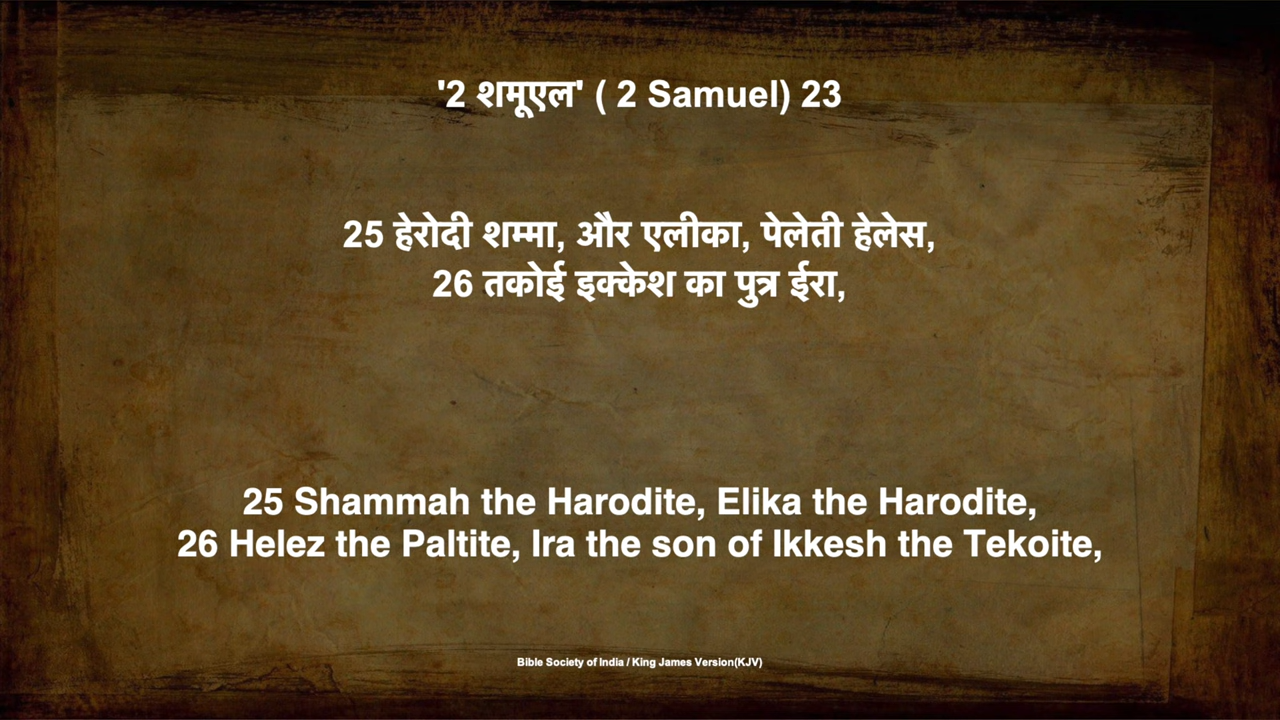 '2 शमूएल' ( 2 Samuel) 23
25 हेरोदी शम्मा, और एलीका, पेलेती हेलेस,
26 तकोई इक्केश का पुत्र ईरा,
25 Shammah the Harodite, Elika the Harodite,
26 Helez the Paltite, Ira the son of Ikkesh the Tekoite,
Bible Society of India / King James Version(KJV)